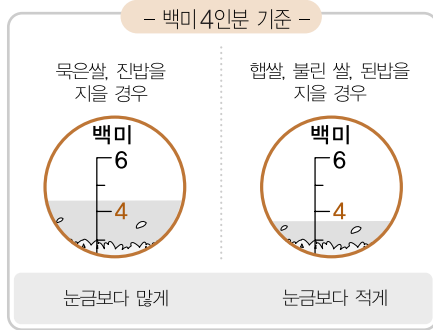 – 백미 4인분 기준 –
묵은쌀, 진밥을
지을 경우
백미
6
4
눈금보다 많게
햅쌀, 불린 쌀, 된밥을
지을 경우
백미
6
4
눈금보다 적게